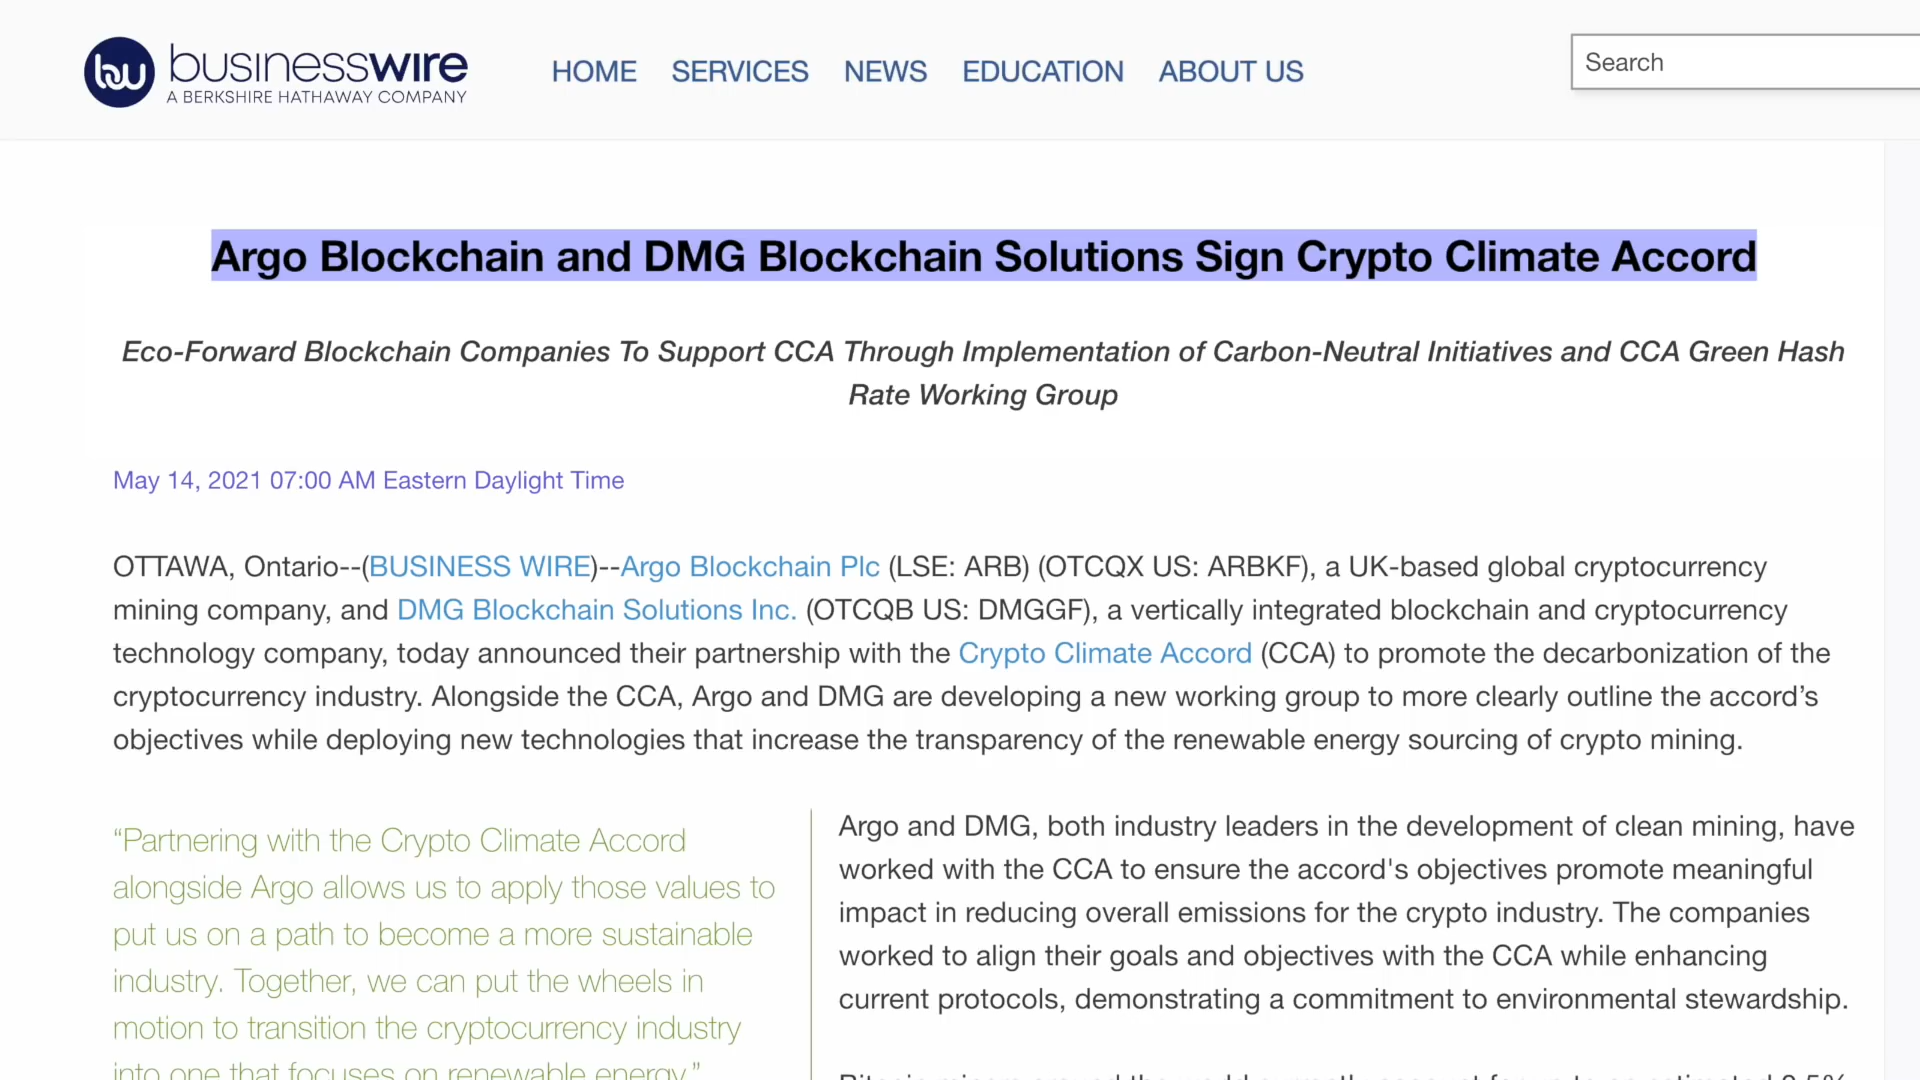 businesswire
A BERKSHIRE HATHAWAY COMPANY
HOME SERVICES NEWS EDUCATION ABOUT US
Search
Argo Blockchain and DMG Blockchain Solutions Sign Crypto Climate Accord
Eco-Forward Blockchain Companies To Support CCA Through Implementation of Carbon-Neutral Initiatives and CCA Green Hash
Rate Working Group
May 14, 2021 07:00 AM Eastern Daylight Time
OTTAWA, Ontario--(BUSINESS WIRE)--Argo Blockchain Plc (LSE: ARB) (OTCQX US: ARBKF), a UK-based global cryptocurrency
mining company, and DMG Blockchain Solutions Inc. (OTCQB US: DMGGF), a vertically integrated blockchain and cryptocurrency
technology company, today announced their partnership with the Crypto Climate Accord (CCA) to promote the decarbonization of the
cryptocurrency industry. Alongside the CCA, Argo and DMG are developing a new working group to more clearly outline the accord’s
objectives while deploying new technologies that increase the transparency of the renewable energy sourcing of crypto mining.
“Partnering with the Crypto Climate Accord
alongside Argo allows us to apply those values to
put us on a path to become a more sustainable
industry. Together, we can put the wheels in
motion to transition the cryptocurrency industry
into one that focuses on renewable energy.”
Argo and DMG, both industry leaders in the development of clean mining, have
worked with the CCA to ensure the accord's objectives promote meaningful
impact in reducing overall emissions for the crypto industry. The companies
worked to align their goals and objectives with the CCA while enhancing
current protocols, demonstrating a commitment to environmental stewardship.